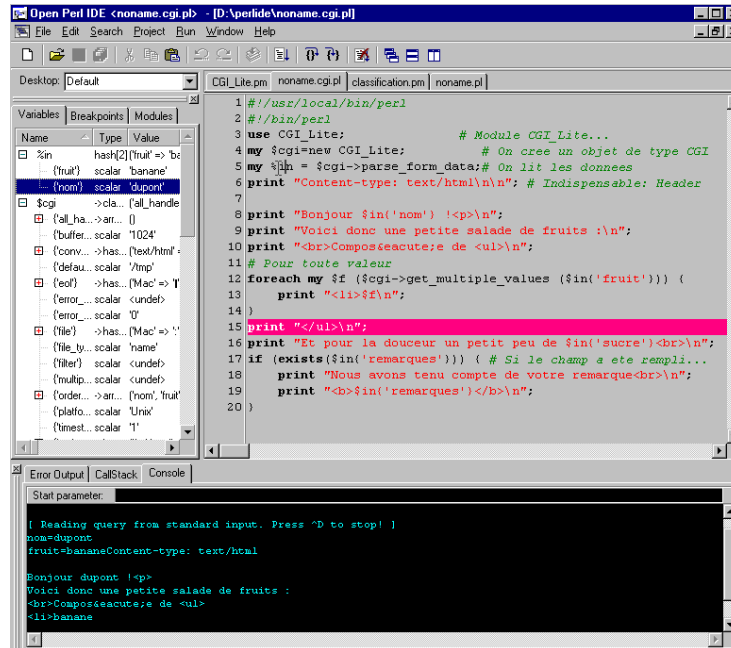 Open Perl IDE <noname.cgi.pl> - [D:\perlide\noname.cgi.pl]
File Edit Search Project Run Window Help
Desktop: Default
CGI_Lite.pm noname.cgi.pl classification.pm noname.pl
Variables Breakpoints Modules
Name Type Value
%in hash[2] ('fruit' => 'ba
{'fruit'} scalar 'banane'
{'nom'} scalar 'dupont'
$cgi ->cla... {'all_handle
{'all_ha... ->arr... ()
{'buffer... scalar '1024'
{'conv... ->has... {'text/html' =
{'defau... scalar '/tmp'
{'eol'} ->has... {'Mac' => '
{'error_... scalar <undef>
{'error_... scalar '0'
{'file'} ->has... {'Mac' => ':'
{'file_ty... scalar 'name'
{'filter'} scalar <undef>
{'multip... scalar <undef>
{'order... ->arr... ('nom', 'fruit'
{'platfo... scalar 'Unix'
{'timest... scalar '1'
1 #!/usr/local/bin/perl
2 #!/bin/perl
3 use CGI_Lite; # Module CGI_Lite...
4 my $cgi=new CGI_Lite; # On cree un objet de type CGI
5 my %in = $cgi->parse_form_data;# On lit les donnees
6 print "Content-type: text/html\n\n"; # Indispensable: Header
7
8 print "Bonjour $in{'nom'} !<p>\n";
9 print "Voici donc une petite salade de fruits :\n";
10 print "<br>Compos&eacute;e de <ul>\n";
11 # Pour toute valeur
12 foreach my $f ($cgi->get_multiple_values ($in{'fruit'})) {
13 print "<li>$f\n";
14 }
15 print "</ul>\n";
16 print "Et pour la douceur un petit peu de $in{'sucre'}<br>\n";
17 if (exists($in{'remarques'})) { # Si le champ a ete rempli...
18 print "Nous avons tenu compte de votre remarque<br>\n";
19 print "<b>$in{'remarques'}</b>\n";
20 }
Error Output CallStack Console
Start parameter:
[ Reading query from standard input. Press ^D to stop! ]
nom=dupont
fruit=bananeContent-type: text/html
Bonjour dupont !<p>
Voici donc une petite salade de fruits :
<br>Compos&eacute;e de <ul>
<li>banane